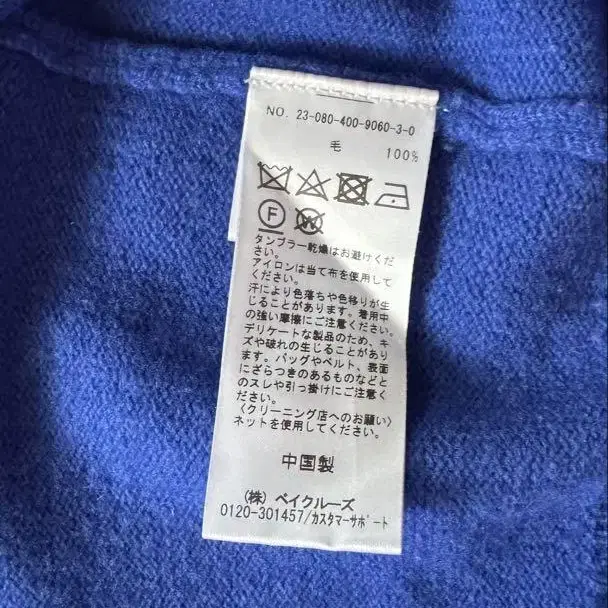 NO. 23-080-400-9060-3-0
毛 100%
F
W
タンブラー乾燥はお避けくだ
さい。
アイロンは当て布を使用して
ください。
汗により色落ちや色移りが生
じることがあります。着用中
の強い摩擦にご注意ください。
デリケートな製品のため、キ
ズや破れの生じることがあり
ます。バッグやベルト、表面
にざらつきのあるものなどと
のスレや引っ掛けにご注意く
ださい。
〈クリーニング店へのお願い〉
ネットを使用してください。
中国製
(株) ベイクルーズ
0120-301457/カスタマーサポート